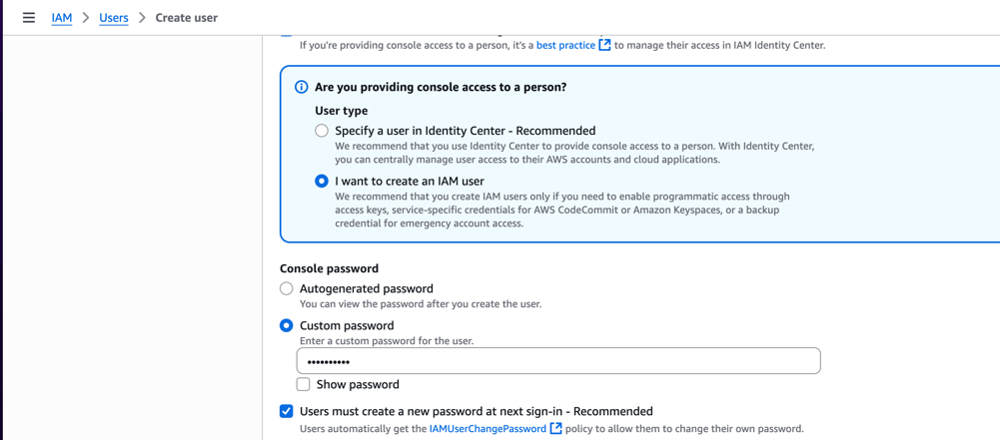 IAM > Users > Create user
If you're providing console access to a person, it's a best practice to manage their access in IAM Identity Center.
Are you providing console access to a person?
User type
Specify a user in Identity Center - Recommended
We recommend that you use Identity Center to provide console access to a person. With Identity Center,
you can centrally manage user access to their AWS accounts and cloud applications.
I want to create an IAM user
We recommend that you create IAM users only if you need to enable programmatic access through
access keys, service-specific credentials for AWS CodeCommit or Amazon Keyspaces, or a backup
credential for emergency account access.
Console password
Autogenerated password
You can view the password after you create the user.
Custom password
Enter a custom password for the user.
••••••••••
Show password
Users must create a new password at next sign-in - Recommended
Users automatically get the IAMUserChangePassword policy to allow them to change their own password.